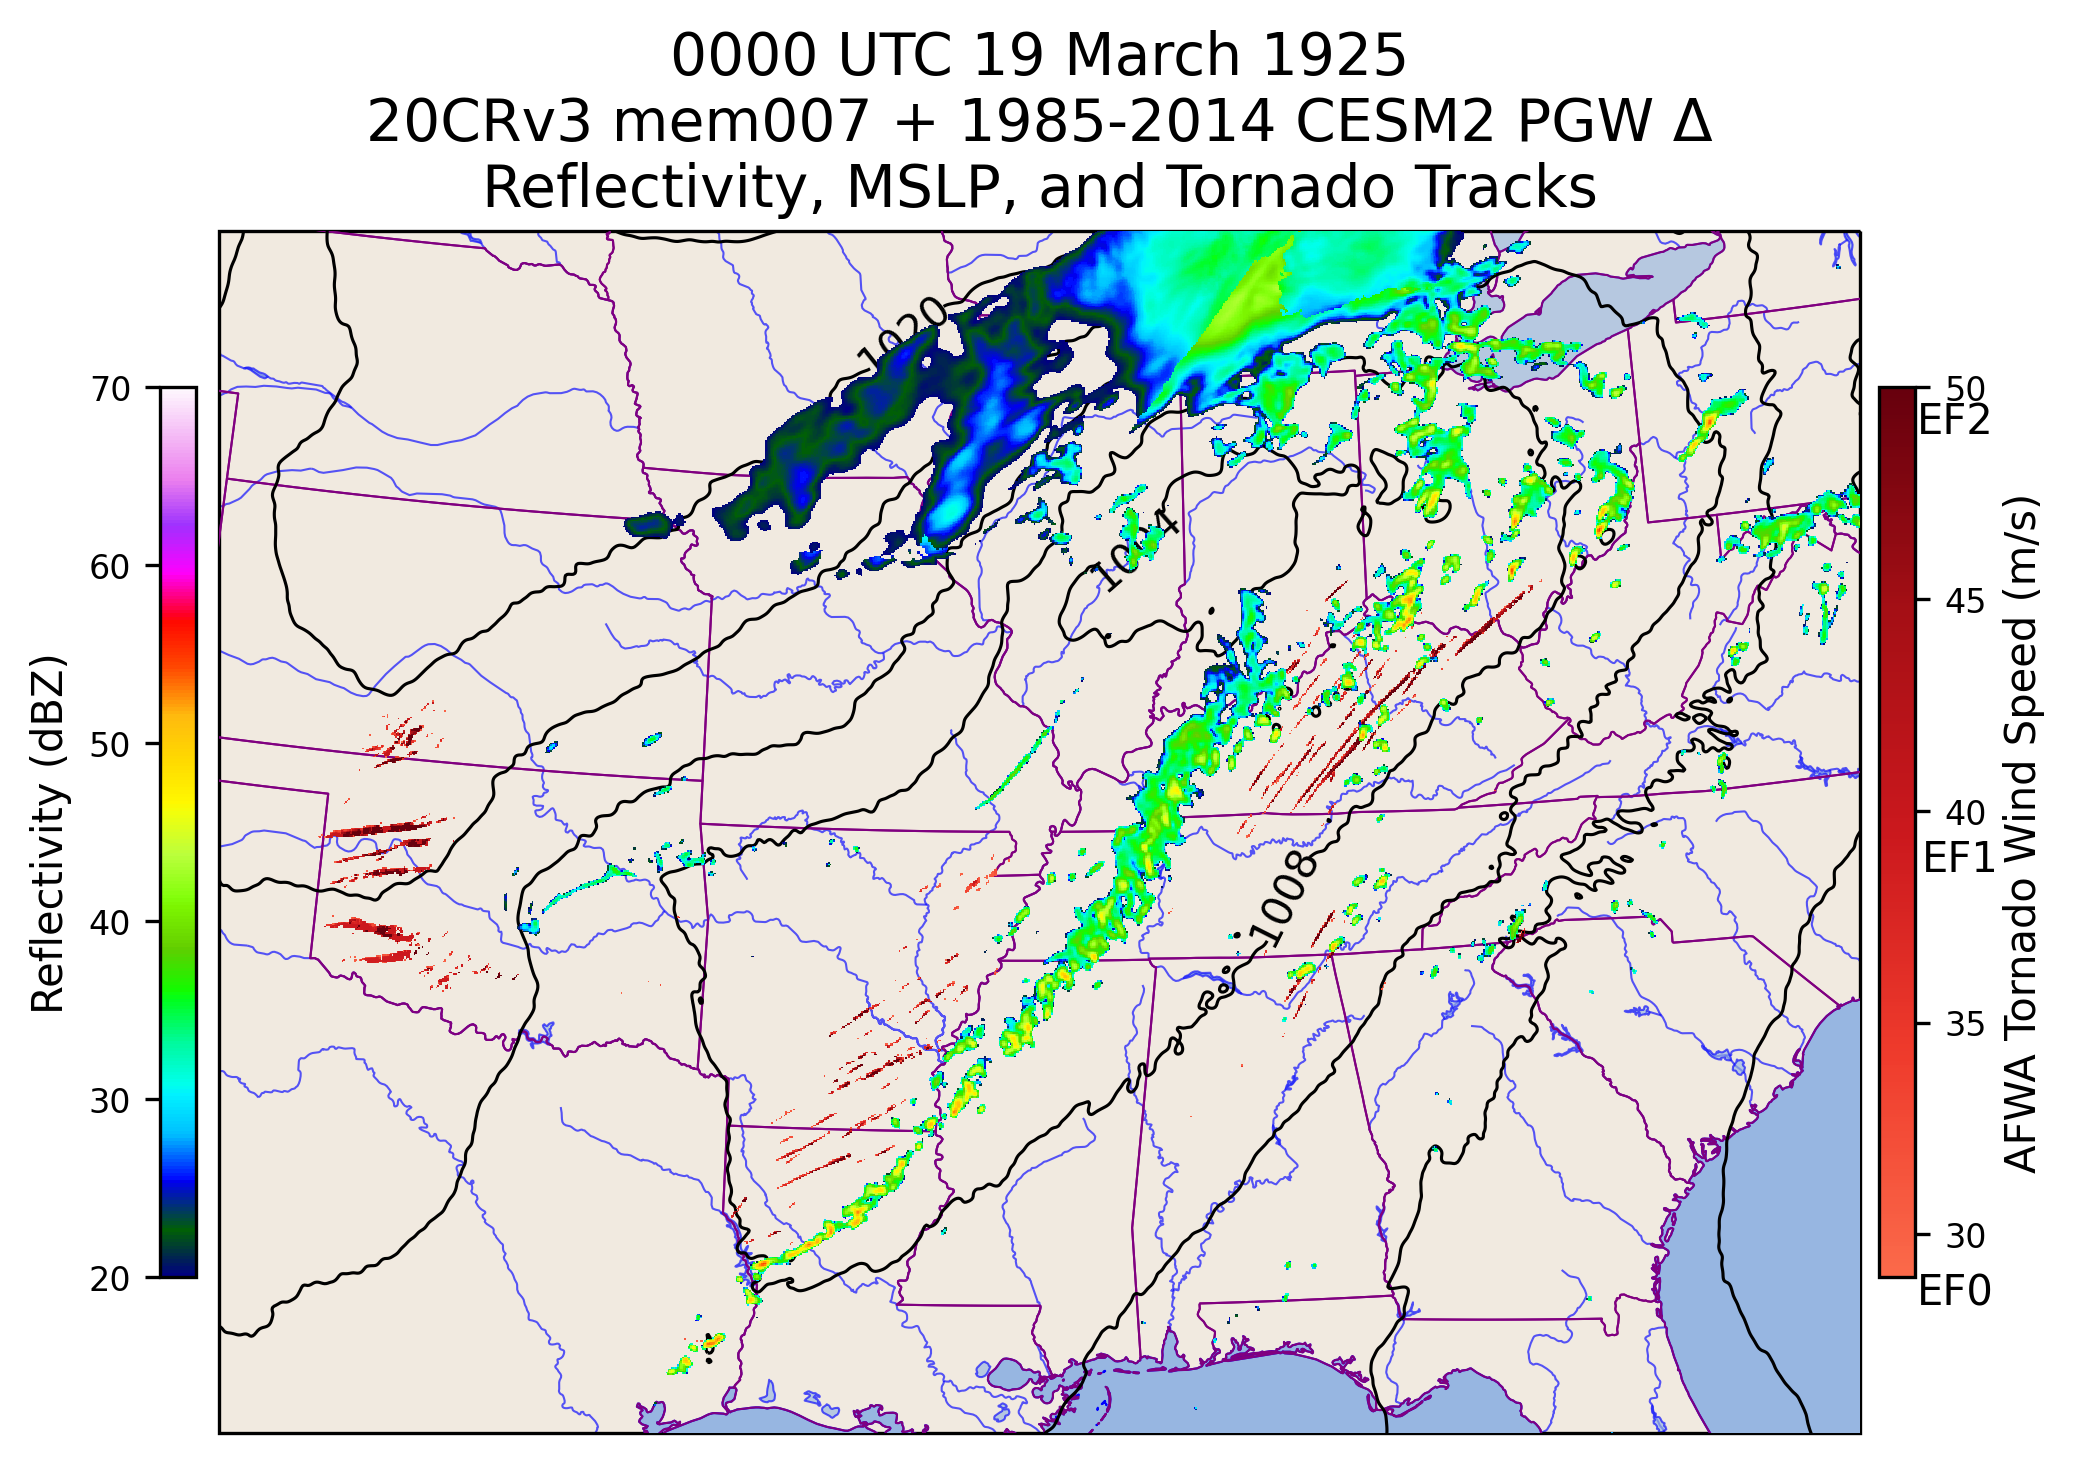 0000 UTC 19 March 1925
20CRv3 mem007 + 1985-2014 CESM2 PGW Δ
Reflectivity, MSLP, and Tornado Tracks
70
60
50
40
30
20
Reflectivity (dBZ)
1020
1008
50
EF2
45
40
EF1
35
30
EF0
AFWA Tornado Wind Speed (m/s)